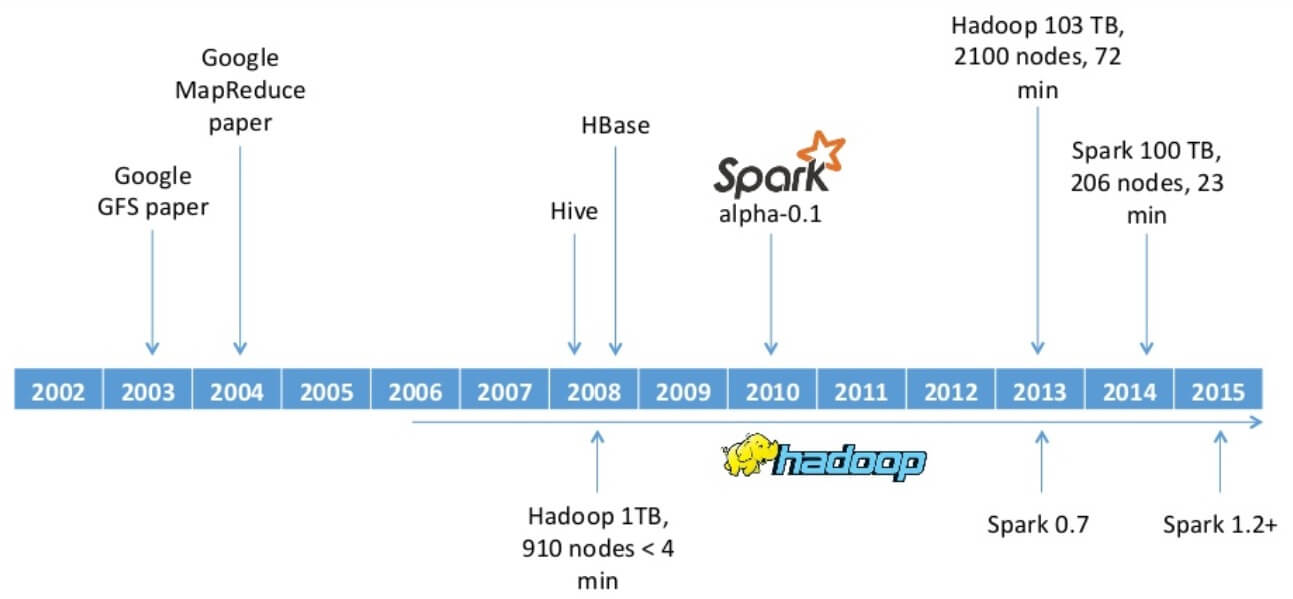 Google
MapReduce
paper
Google
GFS paper
Hive
HBase
Spark
alpha-0.1
Hadoop 103 TB,
2100 nodes, 72
min
Spark 100 TB,
206 nodes, 23
min
2002 2003 2004 2005 2006 2007 2008 2009 2010 2011 2012 2013 2014 2015
hadoop
Hadoop 1TB,
910 nodes < 4
min
Spark 0.7
Spark 1.2+